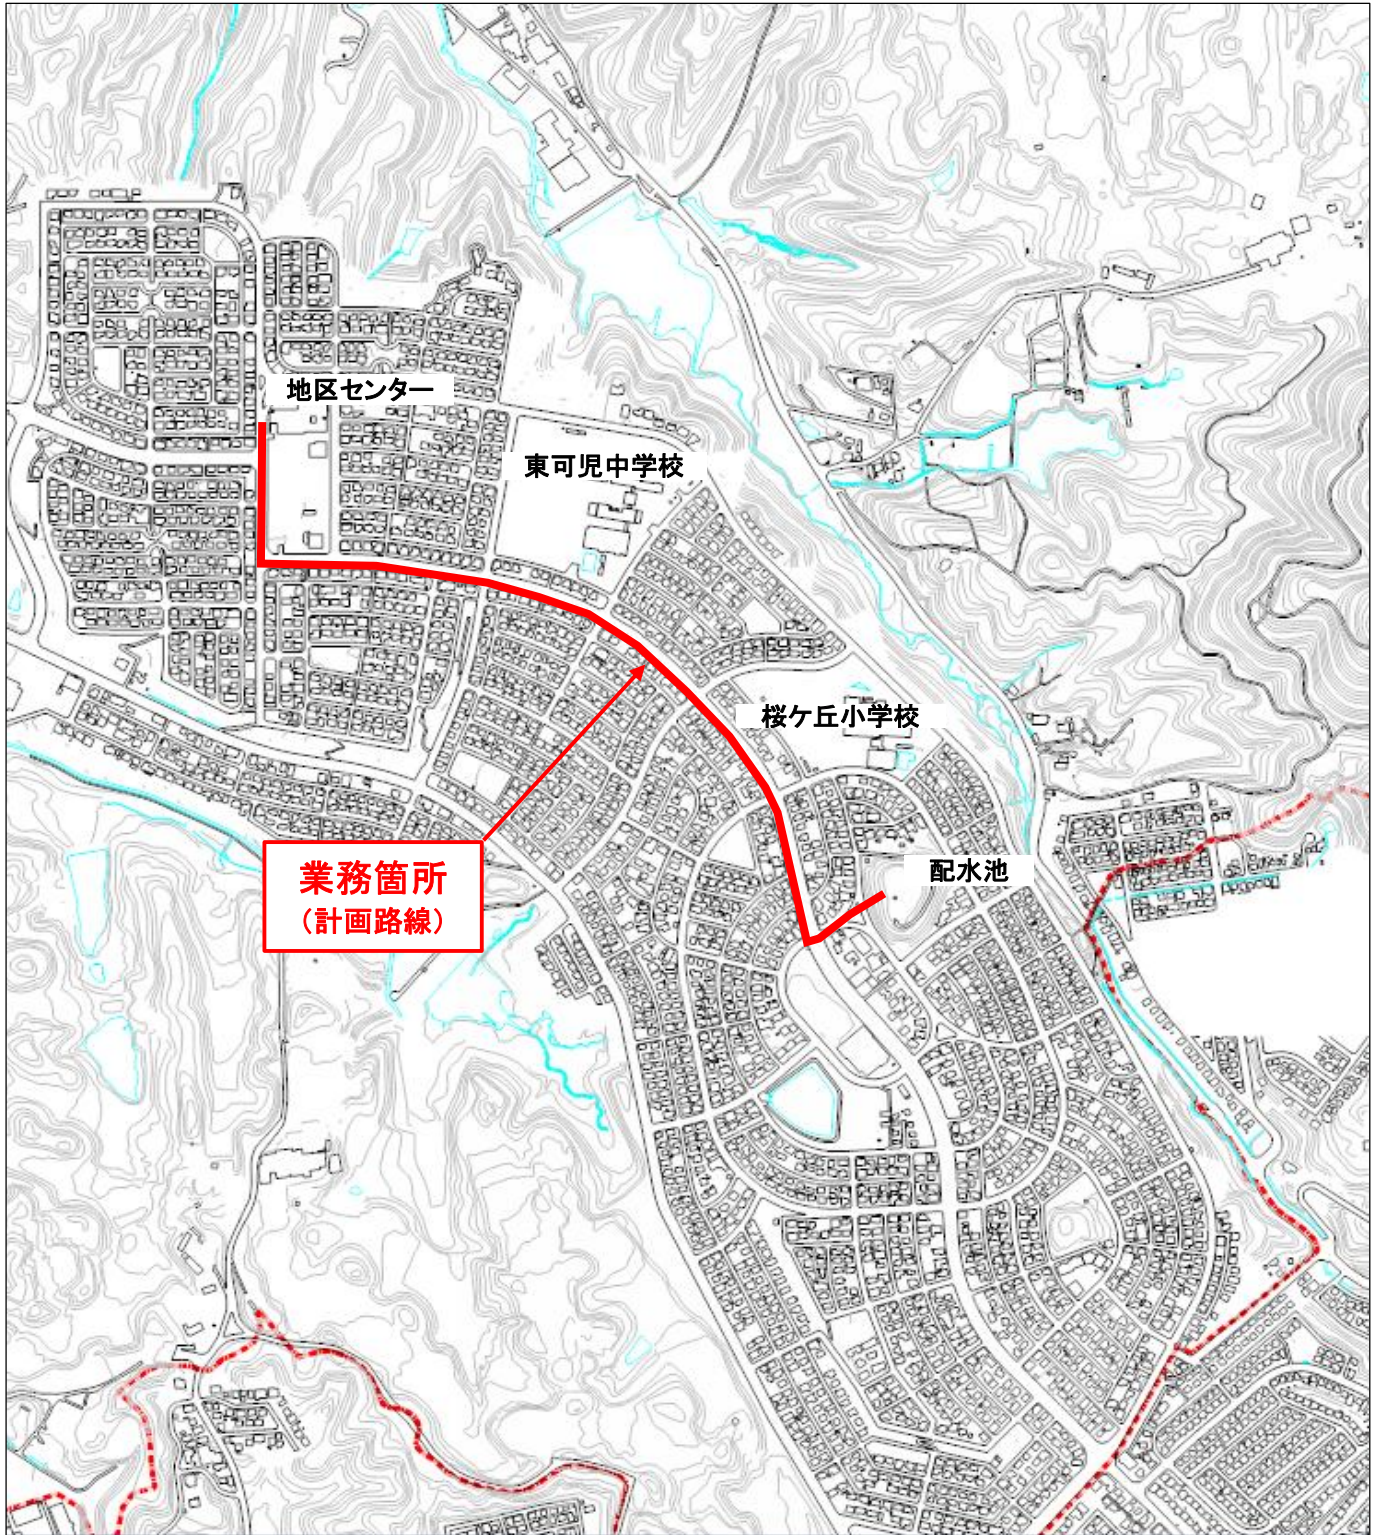 地区センター
東可児中学校
桜ケ丘小学校
配水池
業務箇所
（計画路線）